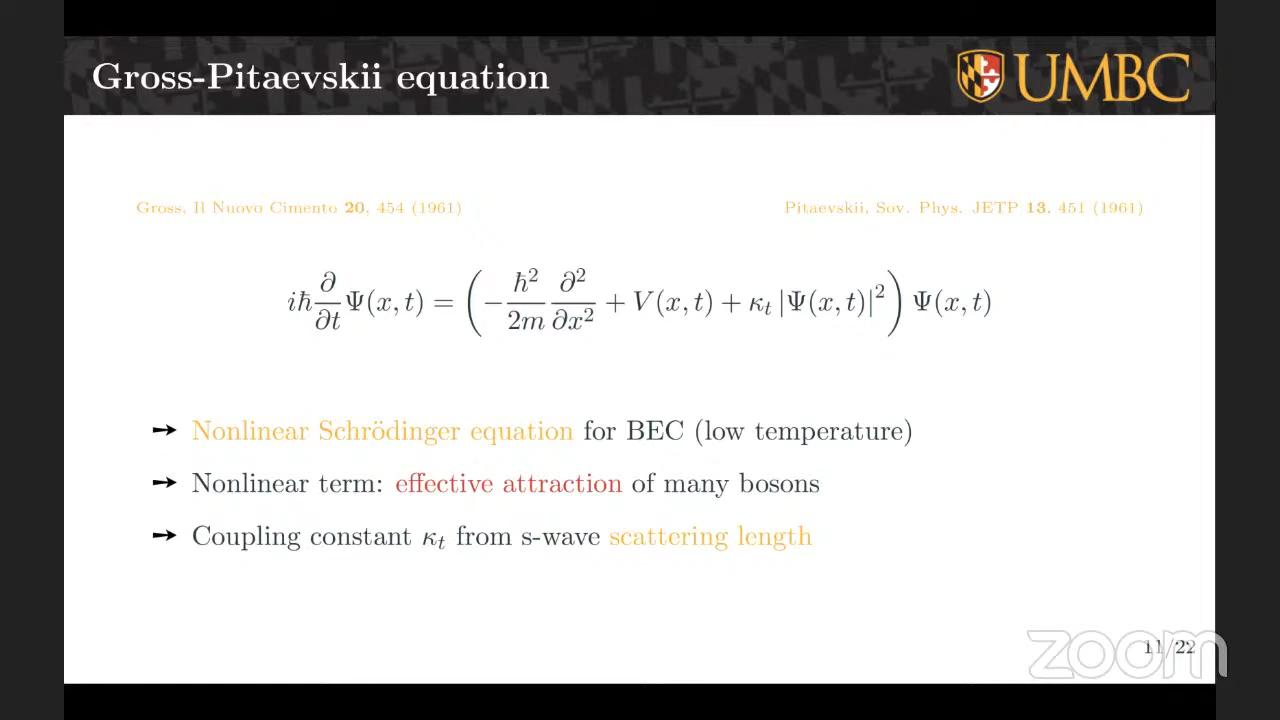 Gross-Pitaevskii equation
UMBC
Gross, Il Nuovo Cimento 20, 454 (1961)
Pitaevskii, Sov. Phys. JETP 13, 451 (1961)
iħ ∂/∂t Ψ(x, t) = ( − ħ²/2m ∂²/∂x² + V(x, t) + κₜ |Ψ(x, t)|² ) Ψ(x, t)
➙ Nonlinear Schrödinger equation for BEC (low temperature)
➙ Nonlinear term: effective attraction of many bosons
➙ Coupling constant κₜ from s-wave scattering length
11/22
zoom